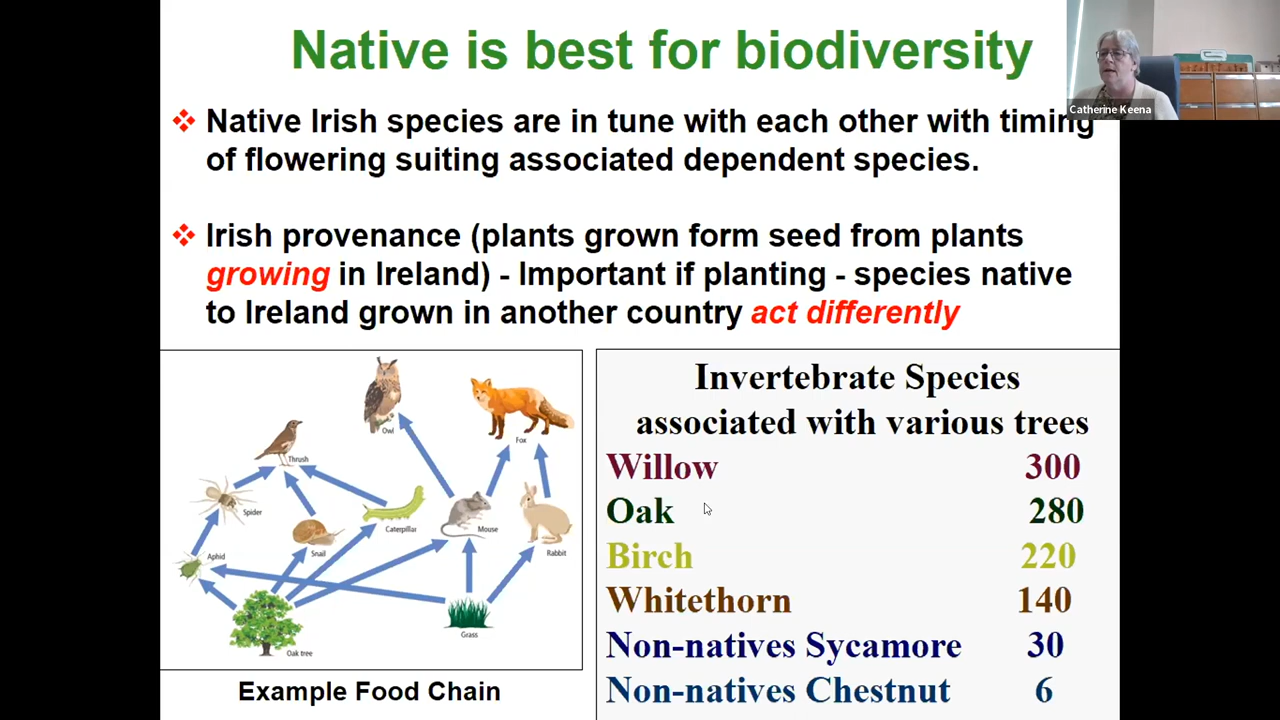 Native is best for biodiversity
Catherine Keena
Native Irish species are in tune with each other with timing
of flowering suiting associated dependent species.
Irish provenance (plants grown form seed from plants
growing in Ireland) - Important if planting - species native
to Ireland grown in another country act differently
Owl
Fox
Thrush
Spider
Caterpillar
Mouse
Snail
Rabbit
Aphid
Grass
Oak tree
Example Food Chain
Invertebrate Species
associated with various trees
Willow 300
Oak 280
Birch 220
Whitethorn 140
Non-natives Sycamore 30
Non-natives Chestnut 6